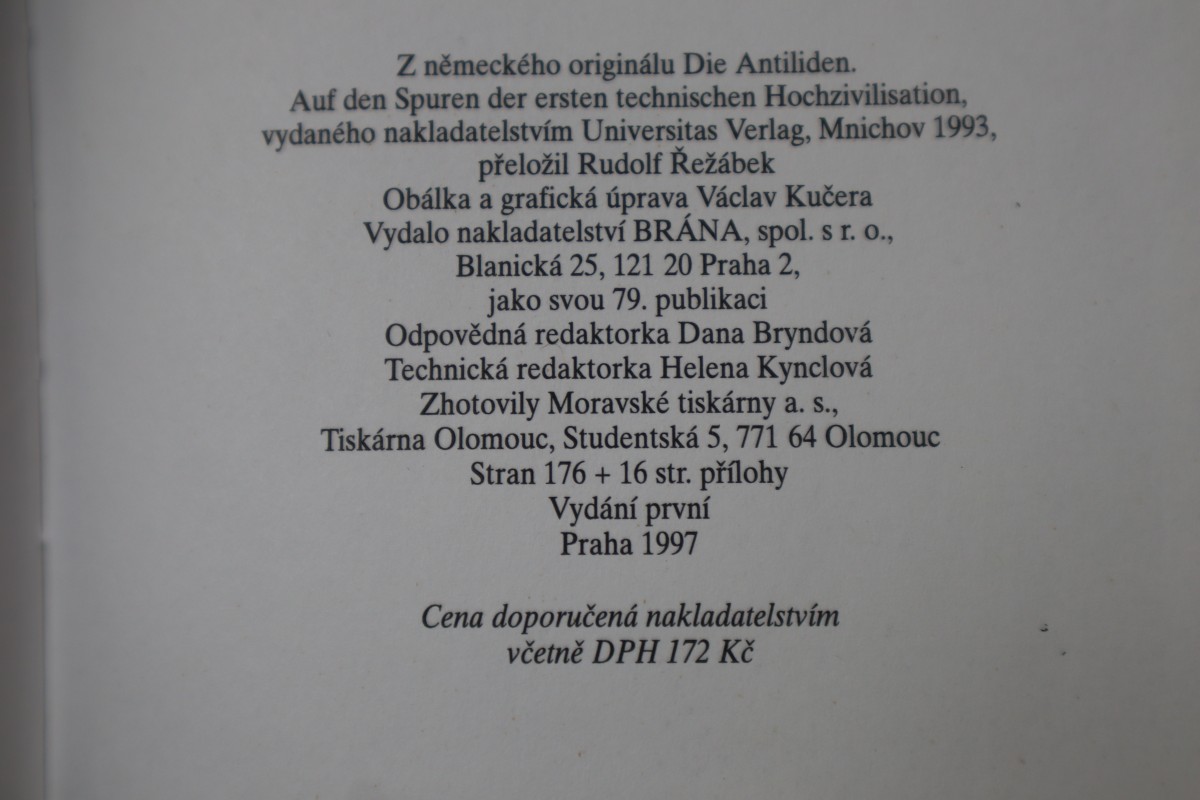 Z německého originálu Die Antiliden.
Auf den Spuren der ersten technischen Hochzivilisation,
vydaného nakladatelstvím Universitas Verlag, Mnichov 1993,
přeložil Rudolf Řežábek
Obálka a grafická úprava Václav Kučera
Vydalo nakladatelství BRÁNA, spol. s r. o.,
Blanická 25, 121 20 Praha 2,
jako svou 79. publikaci
Odpovědná redaktorka Dana Bryndová
Technická redaktorka Helena Kynclová
Zhotovily Moravské tiskárny a. s.,
Tiskárna Olomouc, Studentská 5, 771 64 Olomouc
Stran 176 + 16 str. přílohy
Vydání první
Praha 1997
Cena doporučená nakladatelstvím
včetně DPH 172 Kč